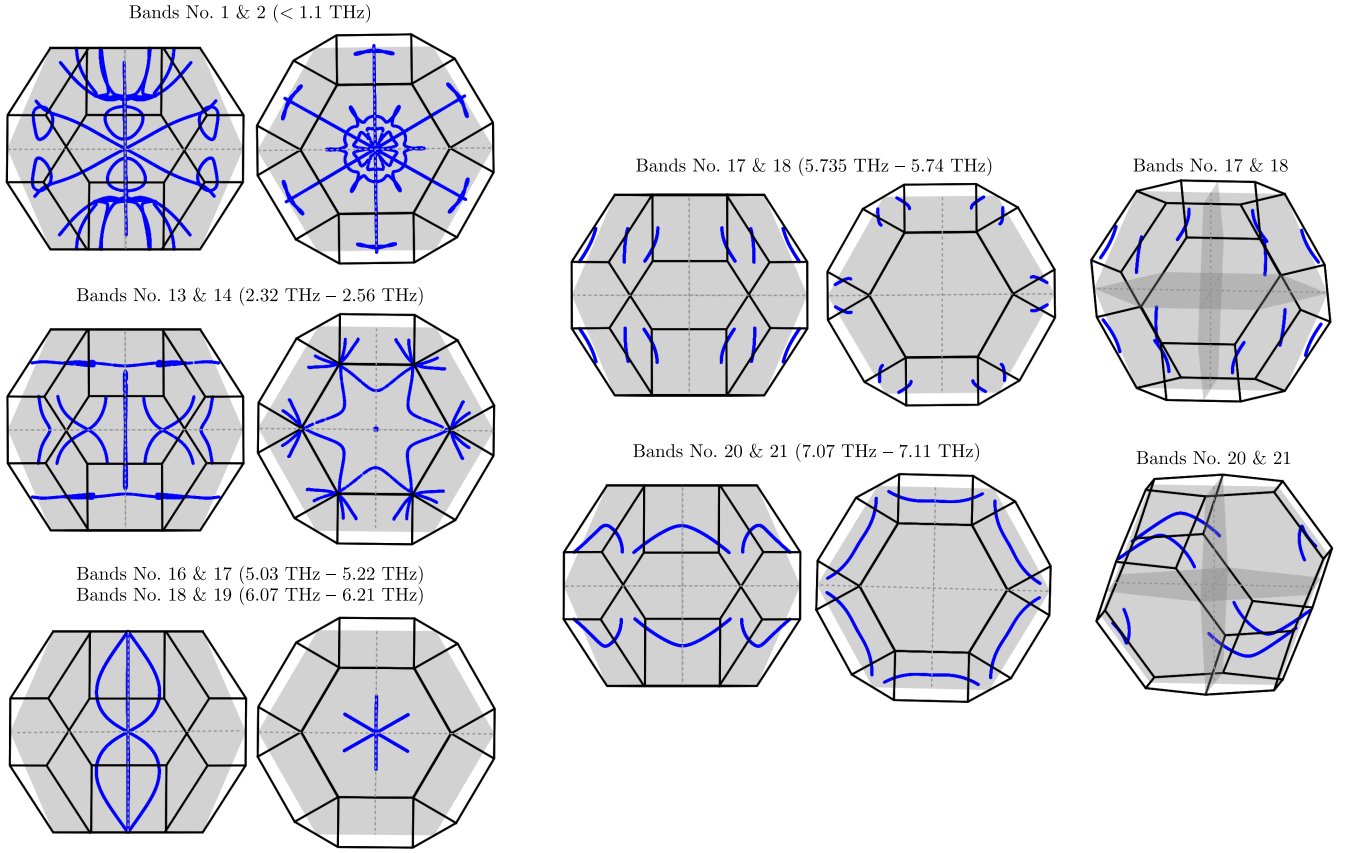 Bands No. 1 & 2 (< 1.1 THz)
Bands No. 13 & 14 (2.32 THz – 2.56 THz)
Bands No. 16 & 17 (5.03 THz – 5.22 THz)
Bands No. 18 & 19 (6.07 THz – 6.21 THz)
Bands No. 17 & 18 (5.735 THz – 5.74 THz)
Bands No. 17 & 18
Bands No. 20 & 21 (7.07 THz – 7.11 THz)
Bands No. 20 & 21